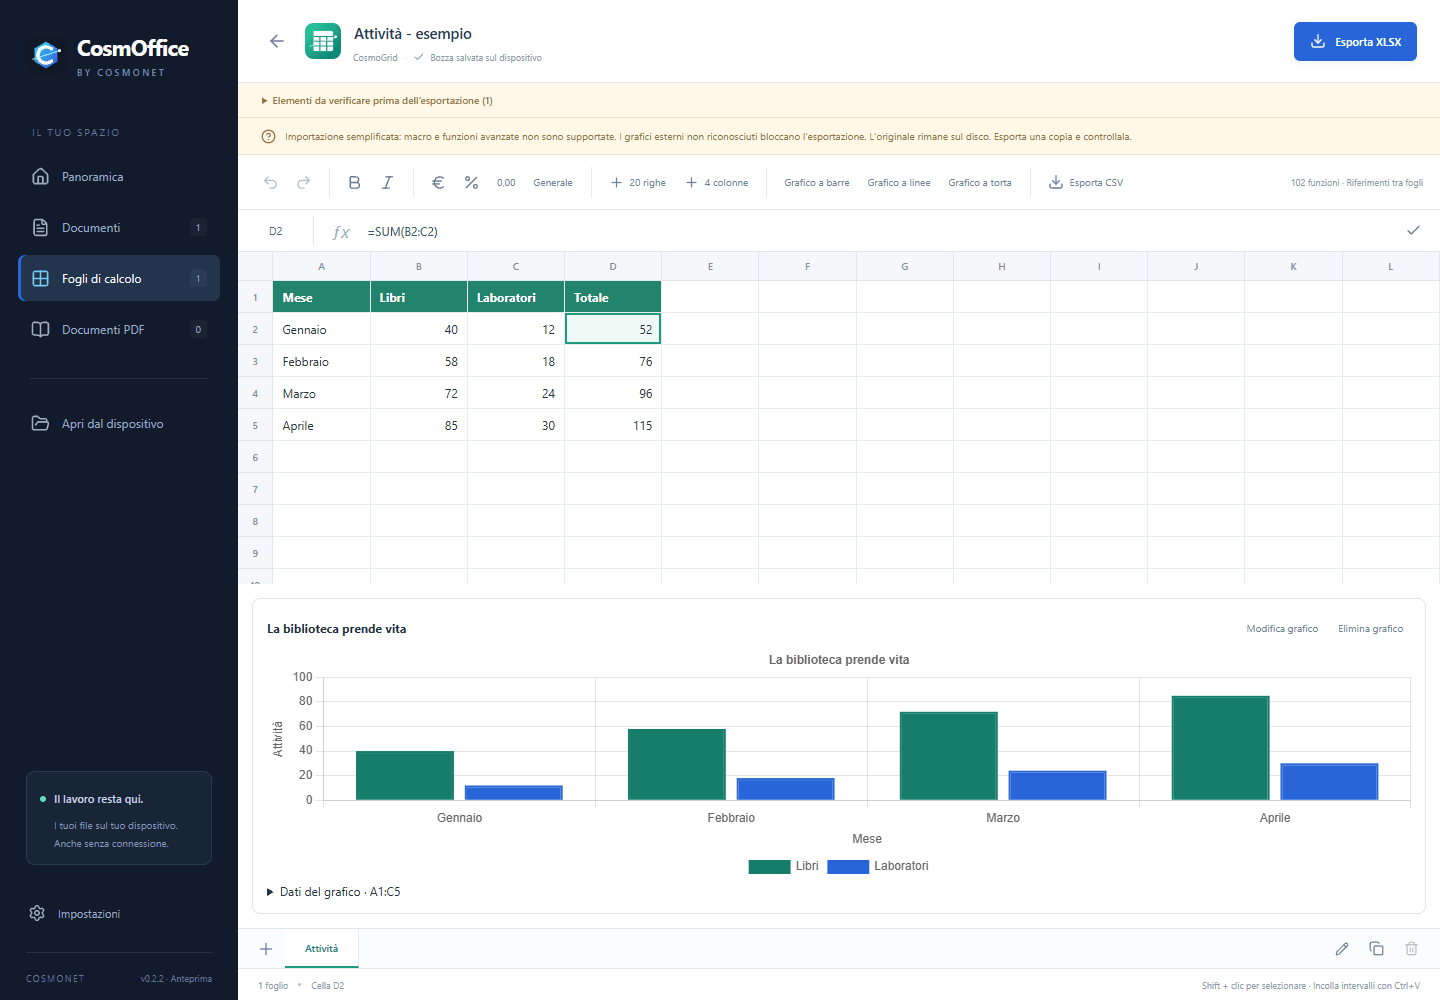 CosmOffice
BY COSMONET
IL TUO SPAZIO
Panoramica
Documenti 1
Fogli di calcolo 1
Documenti PDF 0
Apri dal dispositivo
Il lavoro resta qui.
I tuoi file sul tuo dispositivo.
Anche senza connessione.
Impostazioni
COSMONET v0.2.2 · Anteprima
Attività - esempio
CosmoGrid · Bozza salvata sul dispositivo
Esporta XLSX
Elementi da verificare prima dell'esportazione (1)
Importazione semplificata: macro e funzioni avanzate non sono supportate. I grafici esterni non riconosciuti bloccano l'esportazione. L'originale rimane sul disco. Esporta una copia e controllala.
B I € % 0,00 Generale + 20 righe + 4 colonne Grafico a barre Grafico a linee Grafico a torta Esporta CSV 102 funzioni · Riferimenti tra fogli
D2 fx =SUM(B2:C2)
A B C D E F G H I J K L
1 Mese Libri Laboratori Totale
2 Gennaio 40 12 52
3 Febbraio 58 18 76
4 Marzo 72 24 96
5 Aprile 85 30 115
6
7
8
9
La biblioteca prende vita Modifica grafico Elimina grafico
La biblioteca prende vita
100
80
60
40
20
0
Attività
Gennaio Febbraio Marzo Aprile
Mese
Libri Laboratori
Dati del grafico · A1:C5
+ Attività
1 foglio • Cella D2 Shift + clic per selezionare · Incolla intervalli con Ctrl+V